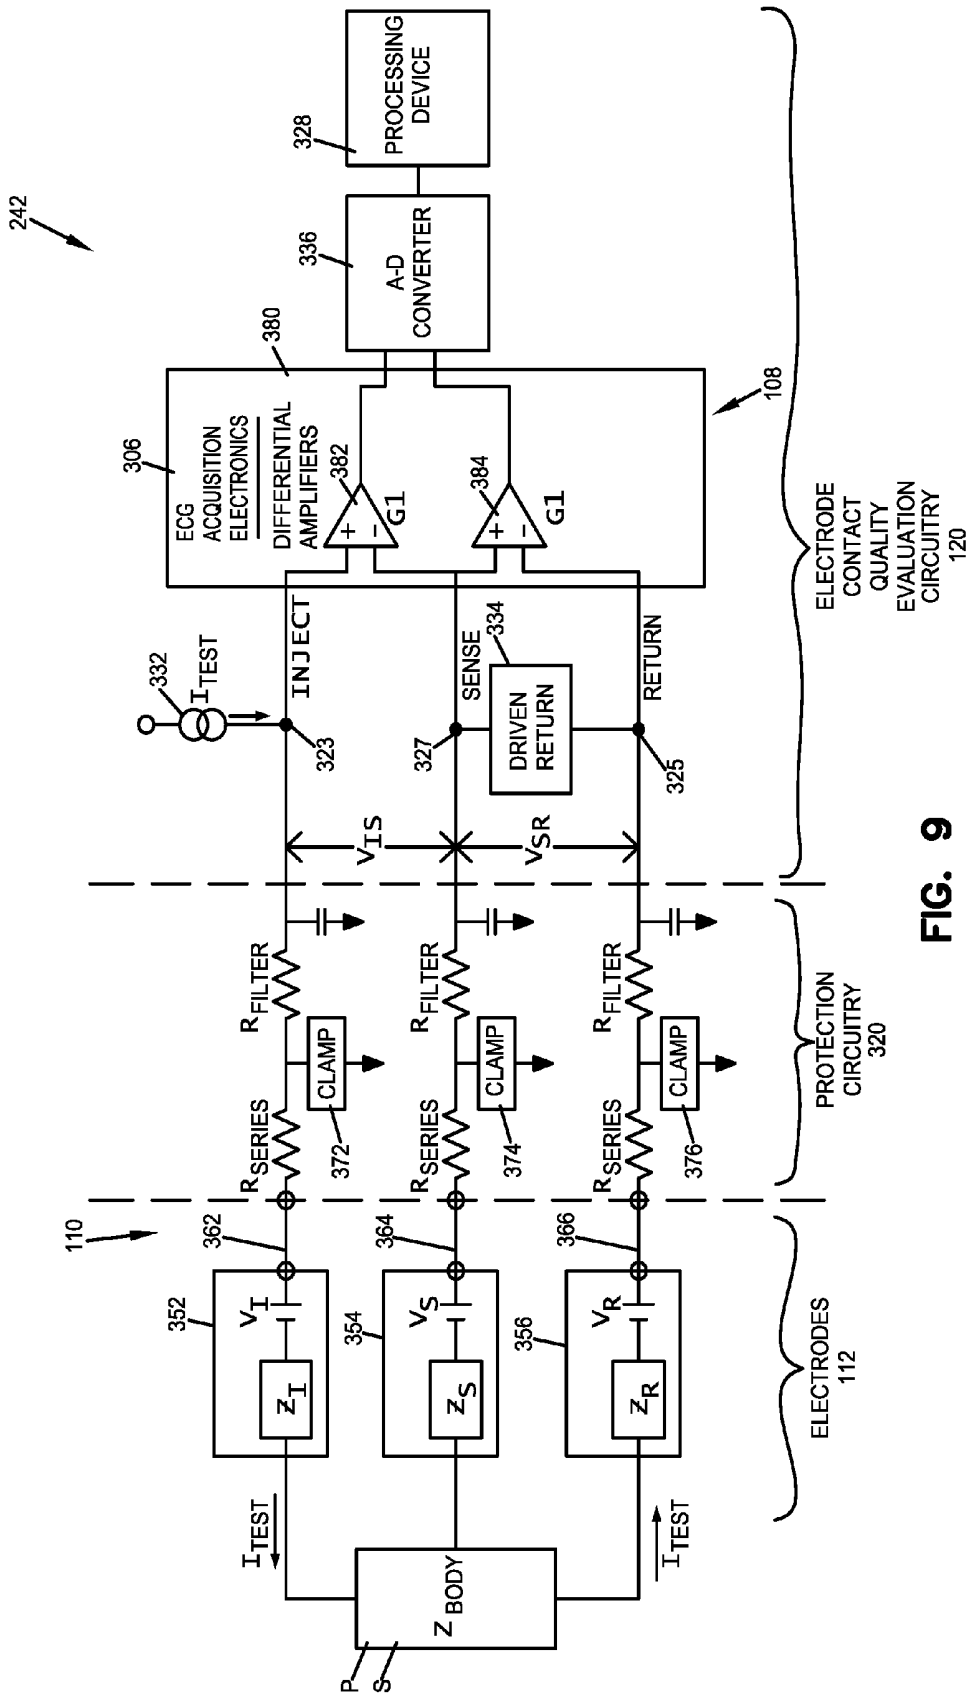 242
328
PROCESSING
DEVICE
336
A-D
CONVERTER
380
306
ECG
ACQUISITION
ELECTRONICS
DIFFERENTIAL
AMPLIFIERS
382
+
-
G1
384
+
-
G1
108
332
ITEST
INJECT
323
SENSE
327
334
DRIVEN
RETURN
RETURN
325
VIS
VSR
ELECTRODE
CONTACT
QUALITY
EVALUATION
CIRCUITRY
120
RFILTER
RFILTER
RFILTER
CLAMP
CLAMP
CLAMP
372
374
376
RSERIES
RSERIES
RSERIES
PROTECTION
CIRCUITRY
320
110
362
364
366
352
VI
ZI
354
VS
ZS
356
VR
ZR
ELECTRODES
112
ITEST
ITEST
Z BODY
P
S
FIG. 9